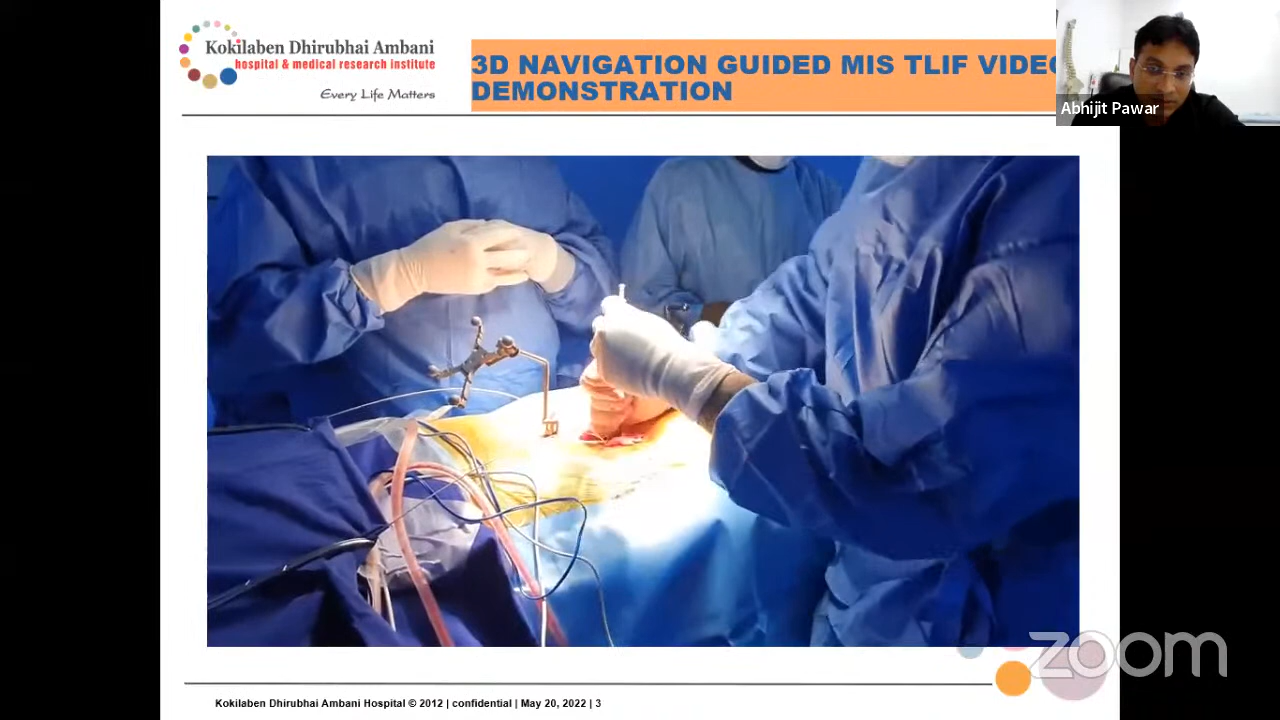 Kokilaben Dhirubhai Ambani
hospital & medical research institute
Every Life Matters
3D NAVIGATION GUIDED MIS TLIF VIDEO
DEMONSTRATION
Abhijit Pawar
zoom
Kokilaben Dhirubhai Ambani Hospital © 2012 | confidential | May 20, 2022 | 3